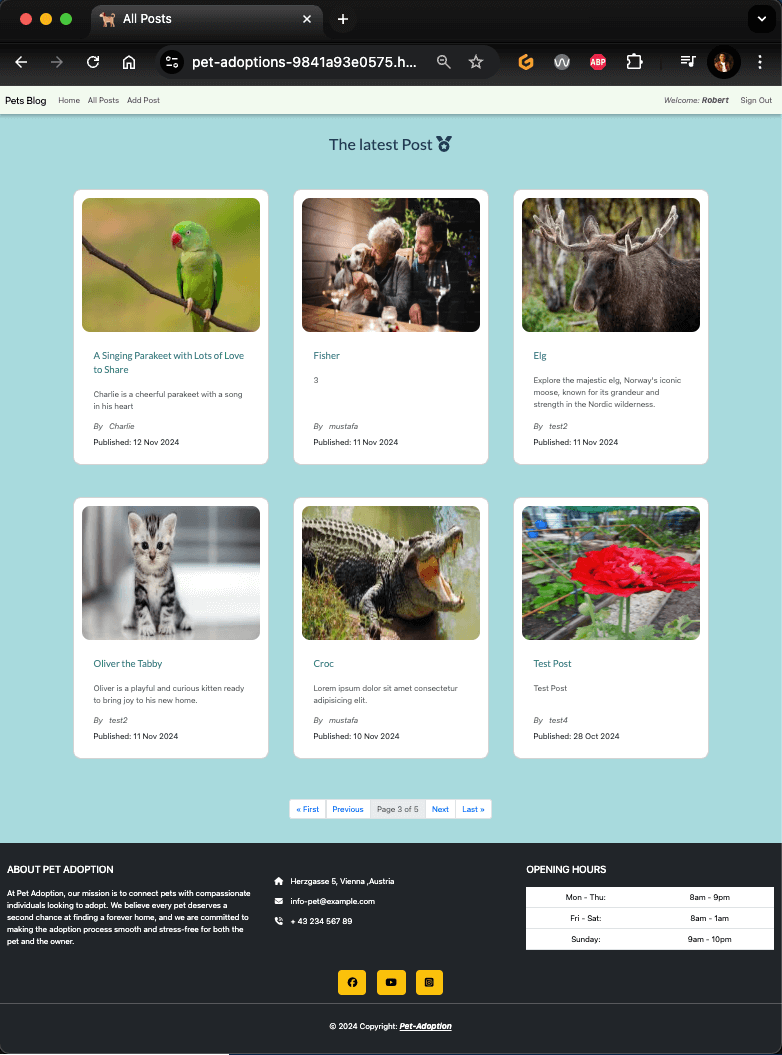 All Posts
pet-adoptions-9841a93e0575.h...
ABP
Pets Blog Home All Posts Add Post Welcome: Robert Sign Out
The latest Post
A Singing Parakeet with Lots of Love
to Share
Charlie is a cheerful parakeet with a song
in his heart
By Charlie
Published: 12 Nov 2024
Fisher
3
By mustafa
Published: 11 Nov 2024
Elg
Explore the majestic elg, Norway's iconic
moose, known for its grandeur and
strength in the Nordic wilderness.
By test2
Published: 11 Nov 2024
Oliver the Tabby
Oliver is a playful and curious kitten ready
to bring joy to his new home.
By test2
Published: 11 Nov 2024
Croc
Lorem ipsum dolor sit amet consectetur
adipisicing elit.
By mustafa
Published: 10 Nov 2024
Test Post
Test Post
By test4
Published: 28 Oct 2024
« First Previous Page 3 of 5 Next Last »
ABOUT PET ADOPTION
At Pet Adoption, our mission is to connect pets with compassionate
individuals looking to adopt. We believe every pet deserves a
second chance at finding a forever home, and we are committed to
making the adoption process smooth and stress-free for both the
pet and the owner.
Herzgasse 5, Vienna ,Austria
info-pet@example.com
+ 43 234 567 89
OPENING HOURS
Mon - Thu: 8am - 9pm
Fri - Sat: 8am - 1am
Sunday: 9am - 10pm
© 2024 Copyright: Pet-Adoption